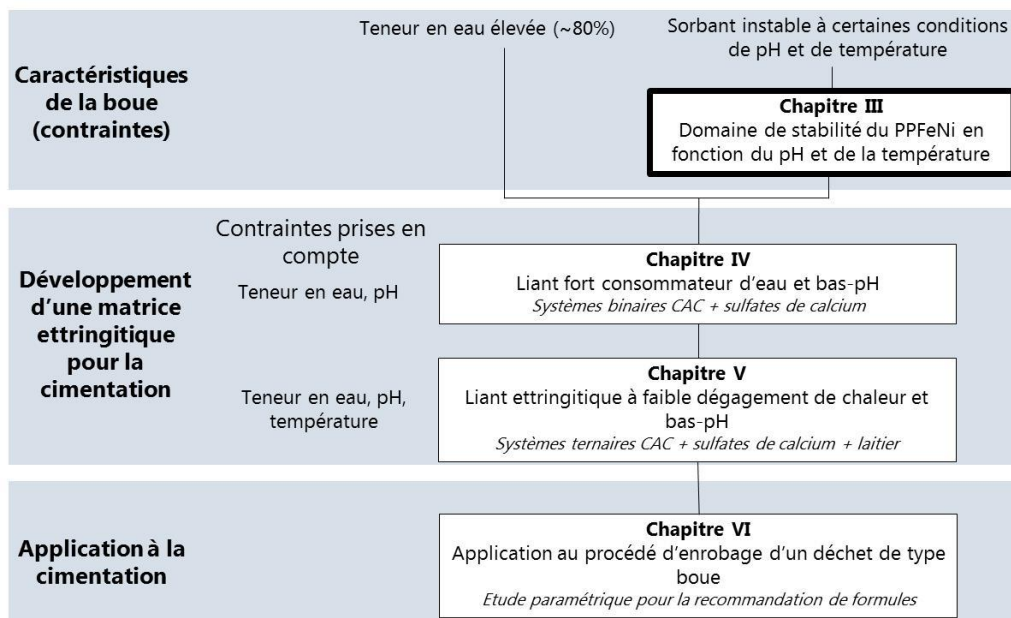 Teneur en eau élevée (~80%)
Sorbant instable à certaines conditions
de pH et de température
Caractéristiques
de la boue
(contraintes)
Chapitre III
Domaine de stabilité du PPFeNi en
fonction du pH et de la température
Contraintes prises en
compte
Développement
d'une matrice
ettringitique
pour la
cimentation
Teneur en eau, pH
Chapitre IV
Liant fort consommateur d'eau et bas-pH
Systèmes binaires CAC + sulfates de calcium
Teneur en eau, pH,
température
Chapitre V
Liant ettringitique à faible dégagement de chaleur et
bas-pH
Systèmes ternaires CAC + sulfates de calcium + laitier
Application à la
cimentation
Chapitre VI
Application au procédé d'enrobage d'un déchet de type
boue
Etude paramétrique pour la recommandation de formules